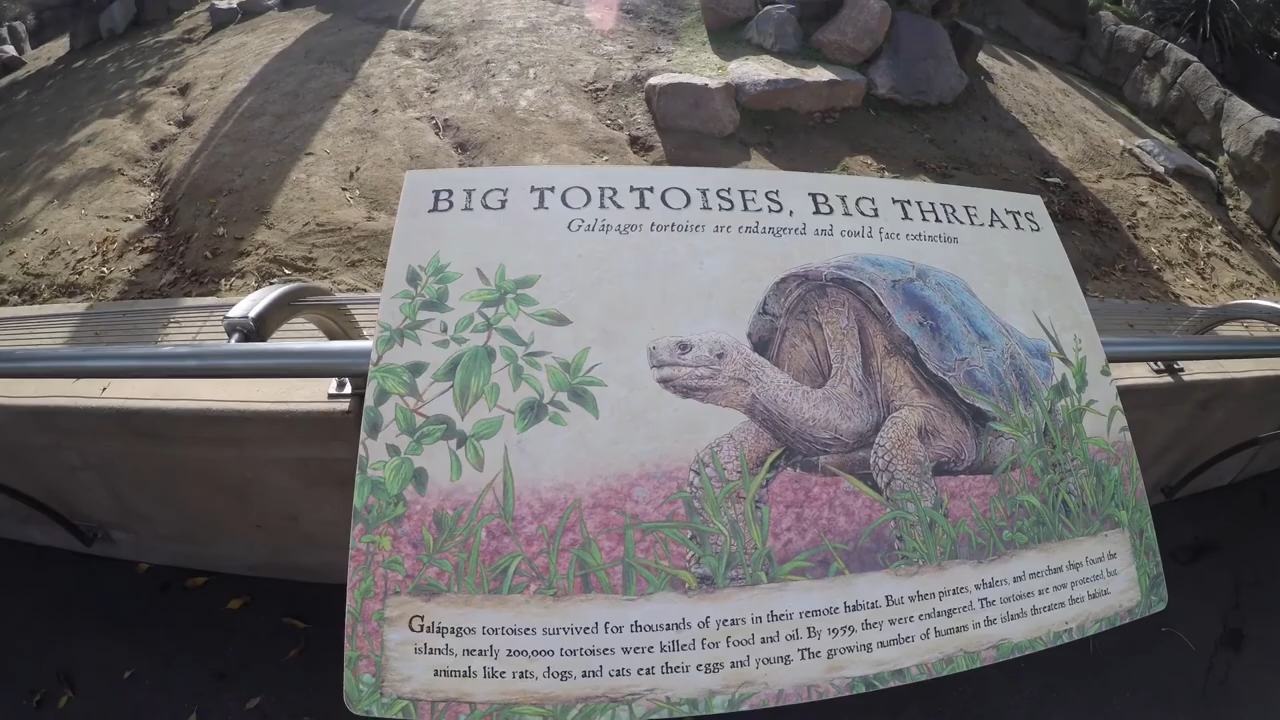 BIG TORTOISES, BIG THREATS
Galápagos tortoises are endangered and could face extinction
Galápagos tortoises survived for thousands of years in their remote habitat. But when pirates, whalers, and merchant ships found the
islands, nearly 200,000 tortoises were killed for food and oil. By 1959, they were endangered. The tortoises are now protected, but
animals like rats, dogs, and cats eat their eggs and young. The growing number of humans in the islands threatens their habitat.